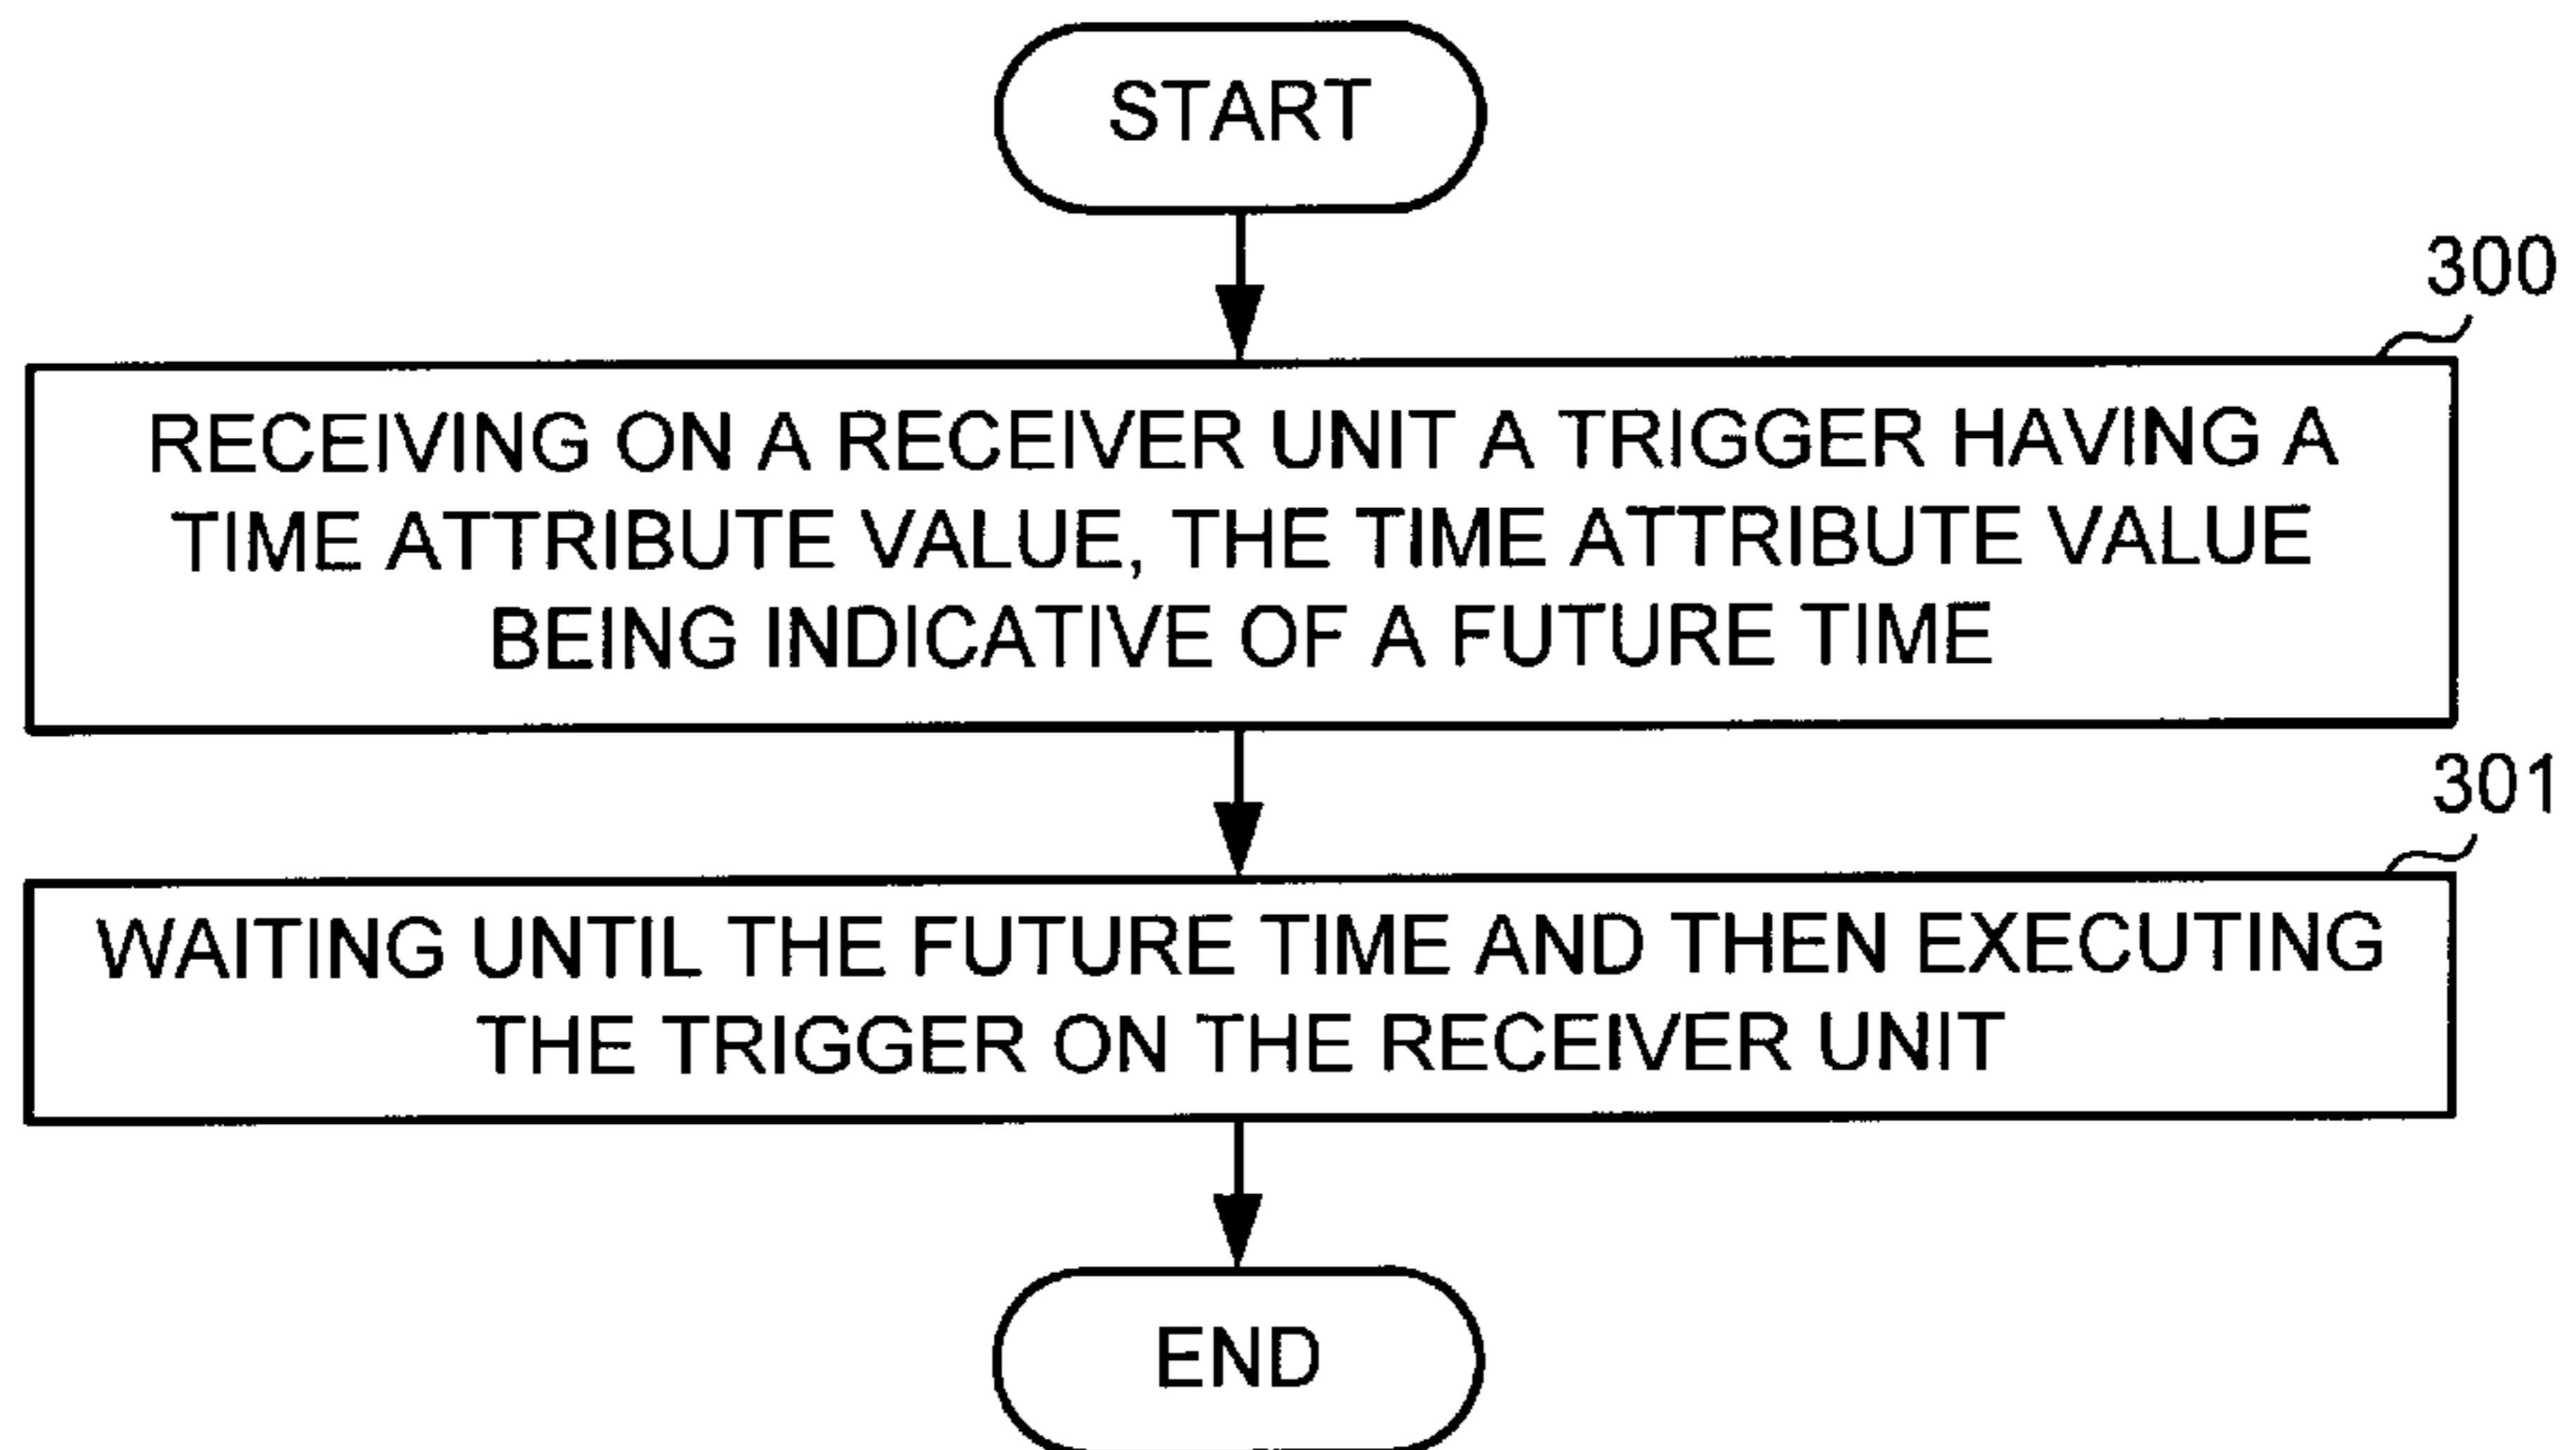 START
300
RECEIVING ON A RECEIVER UNIT A TRIGGER HAVING A
TIME ATTRIBUTE VALUE, THE TIME ATTRIBUTE VALUE
BEING INDICATIVE OF A FUTURE TIME
301
WAITING UNTIL THE FUTURE TIME AND THEN EXECUTING
THE TRIGGER ON THE RECEIVER UNIT
END